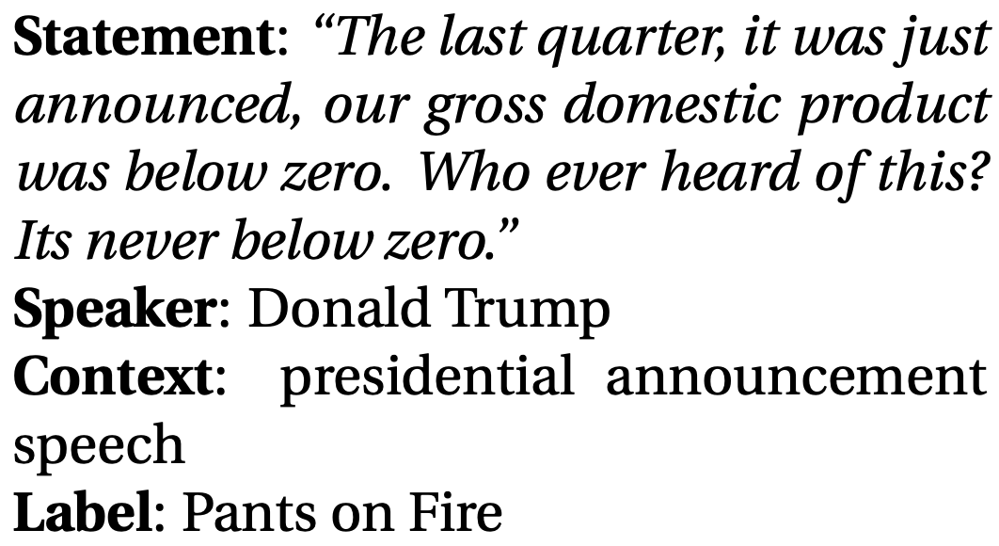 Statement: “The last quarter, it was just
announced, our gross domestic product
was below zero. Who ever heard of this?
Its never below zero.”
Speaker: Donald Trump
Context: presidential announcement
speech
Label: Pants on Fire